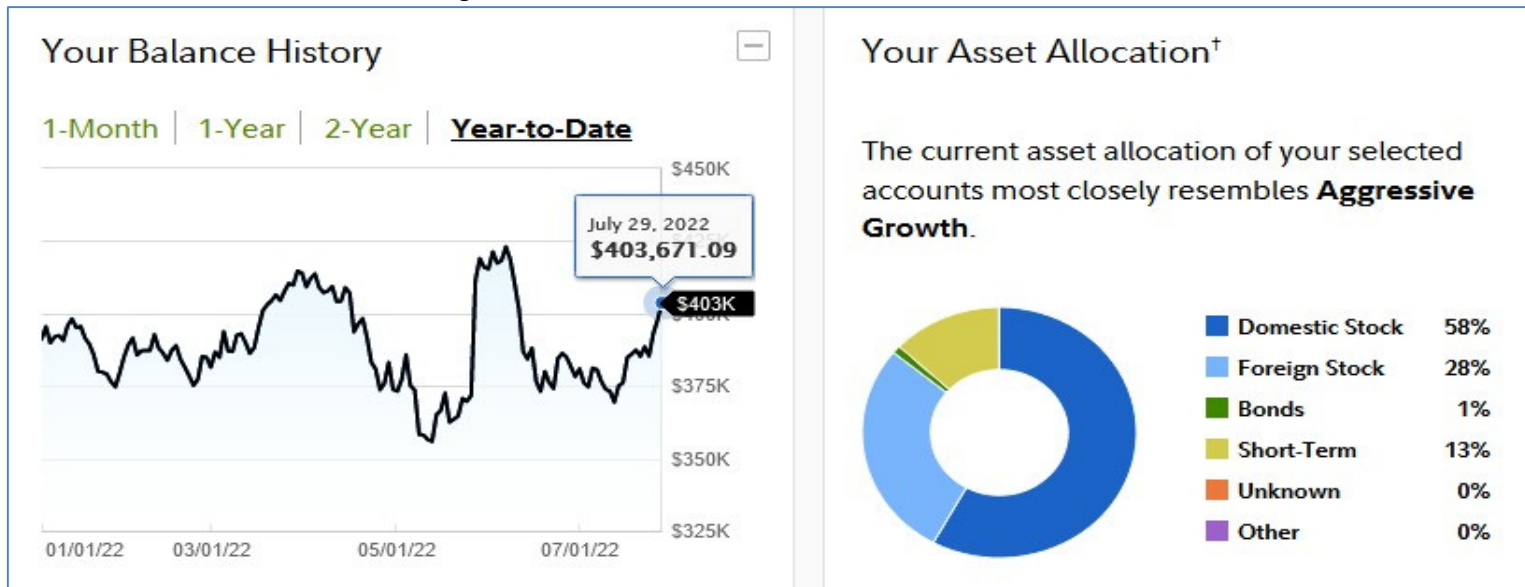 Your Balance History
1-Month | 1-Year | 2-Year | Year-to-Date
$450K
July 29, 2022
$403,671.09
$403K
$375K
$350K
$325K
01/01/22 03/01/22 05/01/22 07/01/22
Your Asset Allocation†
The current asset allocation of your selected
accounts most closely resembles Aggressive
Growth.
Domestic Stock 58%
Foreign Stock 28%
Bonds 1%
Short-Term 13%
Unknown 0%
Other 0%